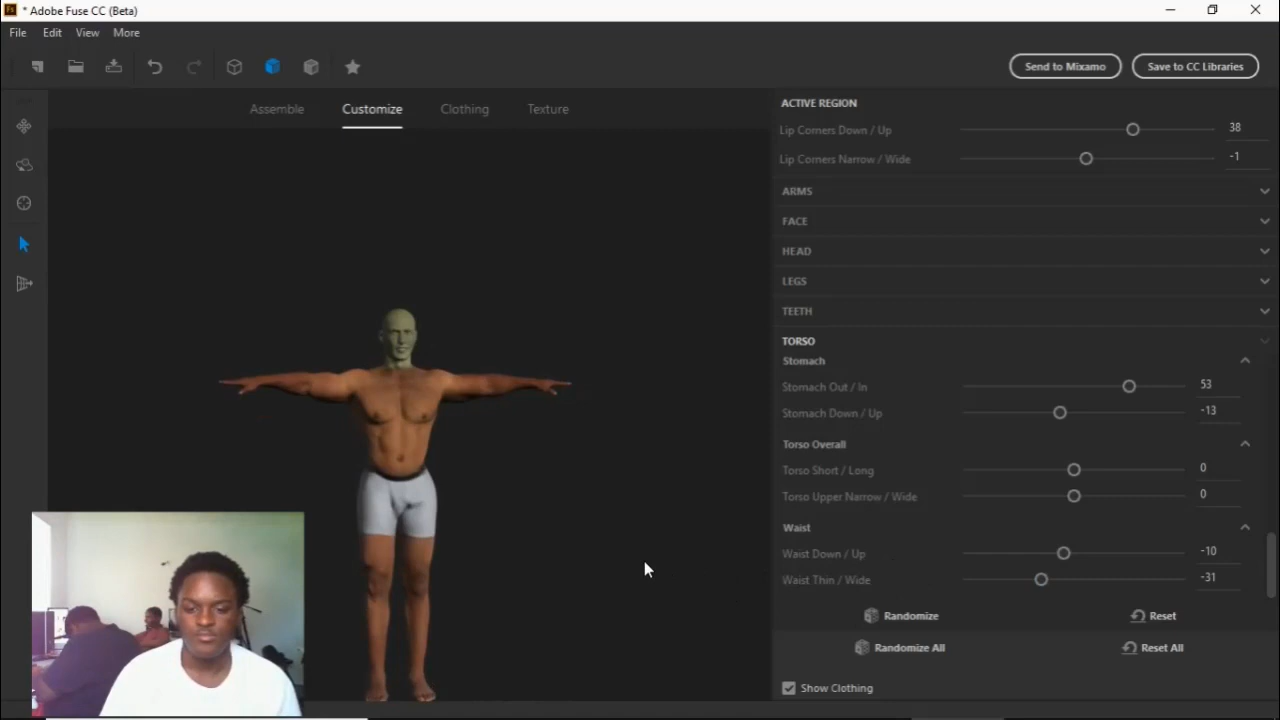 * Adobe Fuse CC (Beta)
File Edit View More
Send to Mixamo Save to CC Libraries
Assemble Customize Clothing Texture
ACTIVE REGION
Lip Corners Down / Up 38
Lip Corners Narrow / Wide -1
ARMS
FACE
HEAD
LEGS
TEETH
TORSO
Stomach
Stomach Out / In 53
Stomach Down / Up -13
Torso Overall
Torso Short / Long 0
Torso Upper Narrow / Wide 0
Waist
Waist Down / Up -10
Waist Thin / Wide -31
Randomize Reset
Randomize All Reset All
Show Clothing